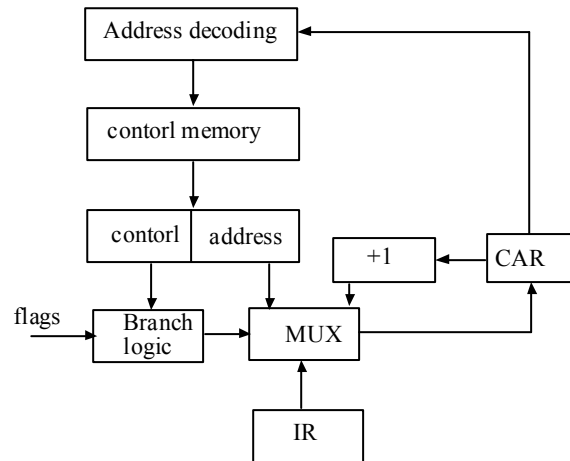 Address decoding
contorl memory
contorl
address
+1
CAR
flags
Branch
logic
MUX
IR